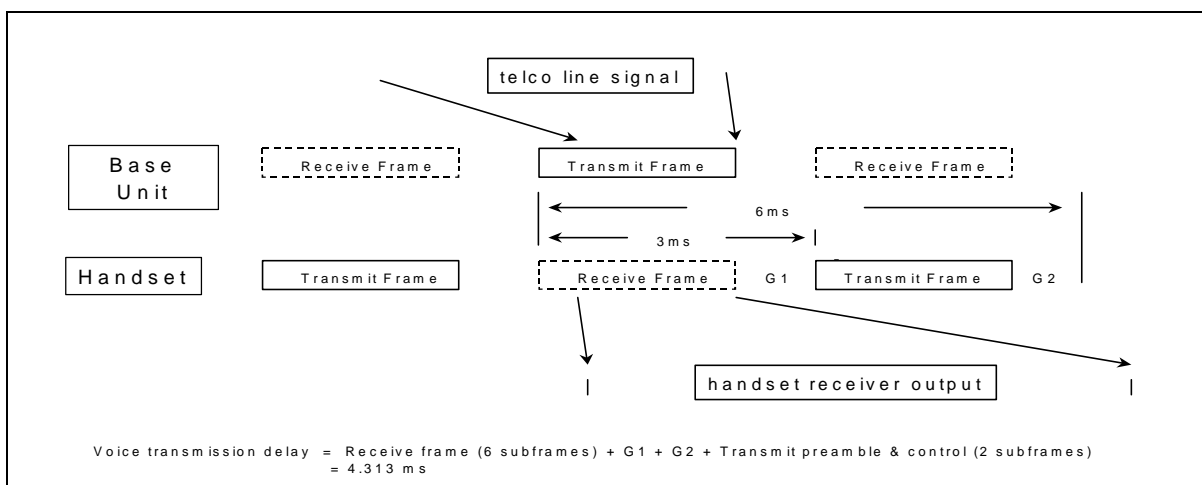 telco line signal
Base Unit
Receive Frame
Transmit Frame
Receive Frame
6ms
3ms
Handset
Transmit Frame
Receive Frame
G1
Transmit Frame
G2
handset receiver output
Voice transmission delay = Receive frame (6 subframes) + G1 + G2 + Transmit preamble & control (2 subframes)
= 4.313 ms